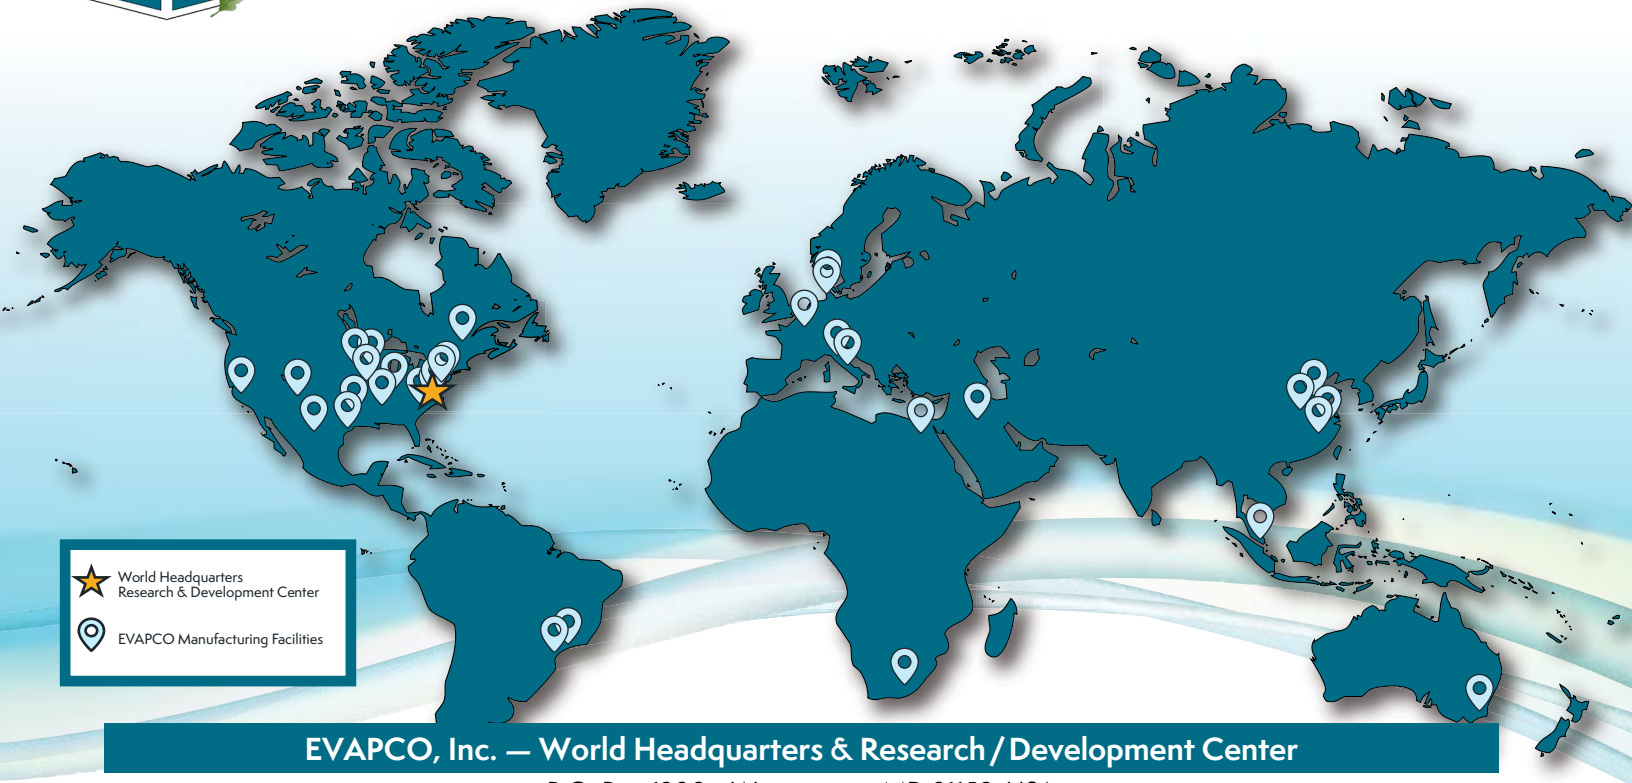 World Headquarters
Research & Development Center
EVAPCO Manufacturing Facilities
EVAPCO, Inc. — World Headquarters & Research / Development Center